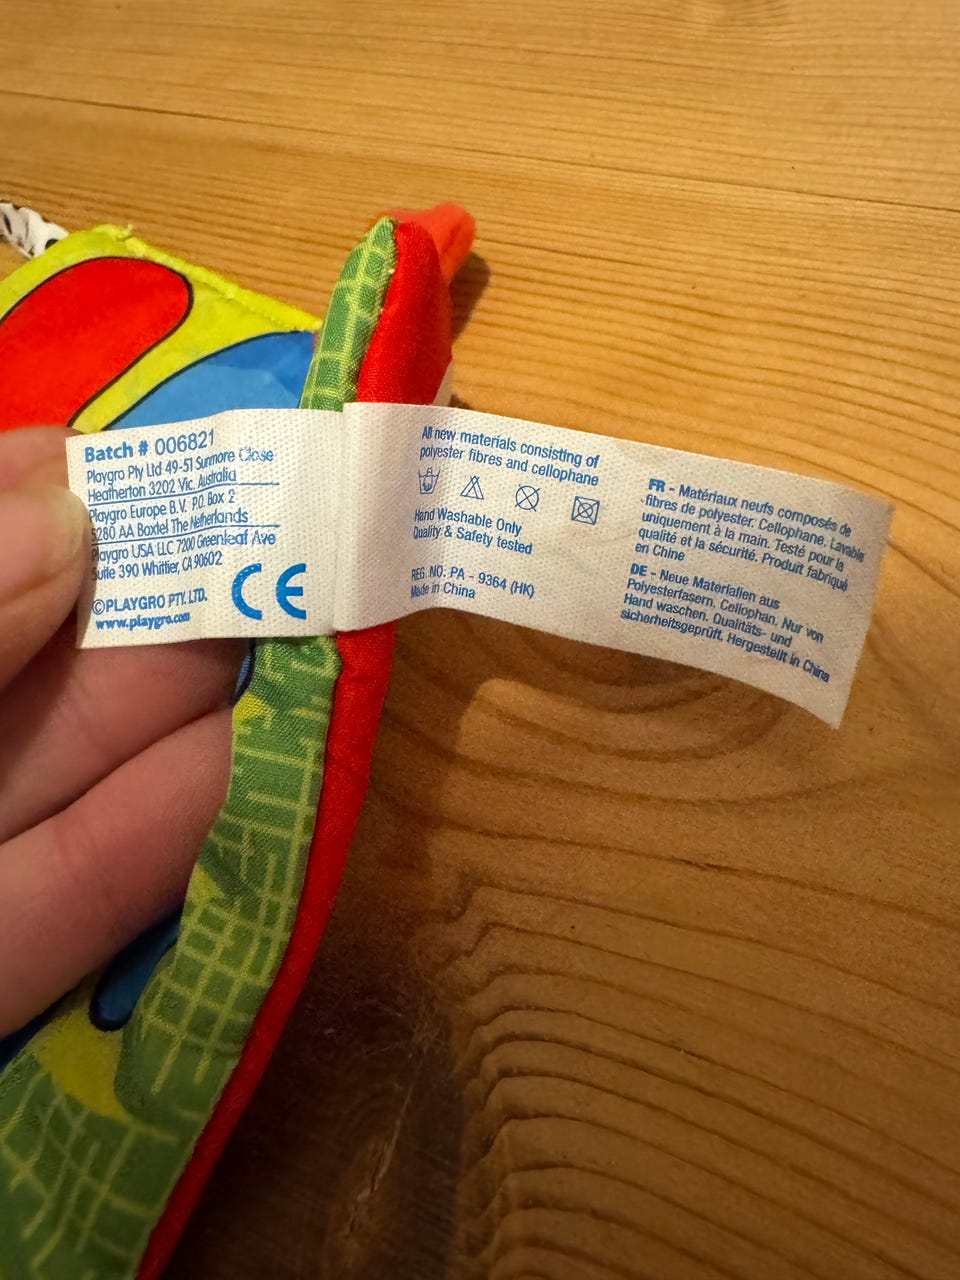 Batch # 006821
Playgro Pty Ltd 49-51 Sunmore Close
Heatherton 3202 Vic. Australia
Playgro Europe B.V. P.O. Box 2
5280 AA Boxtel The Netherlands
Playgro USA LLC 7200 Greenleaf Ave
Suite 390 Whittier, CA 90602
©PLAYGRO PTY. LTD.
www.playgro.com
CE
All new materials consisting of
polyester fibres and cellophane
Hand Washable Only
Quality & Safety tested
REG. NO: PA - 9364 (HK)
Made in China
FR - Matériaux neufs composés de
fibres de polyester. Cellophane. Lavable
uniquement à la main. Testé pour la
qualité et la sécurité. Produit fabriqué
en Chine
DE - Neue Materialien aus
Polyesterfasern. Cellophan. Nur von
Hand waschen. Qualitäts- und
sicherheitsgeprüft. Hergestellt in China